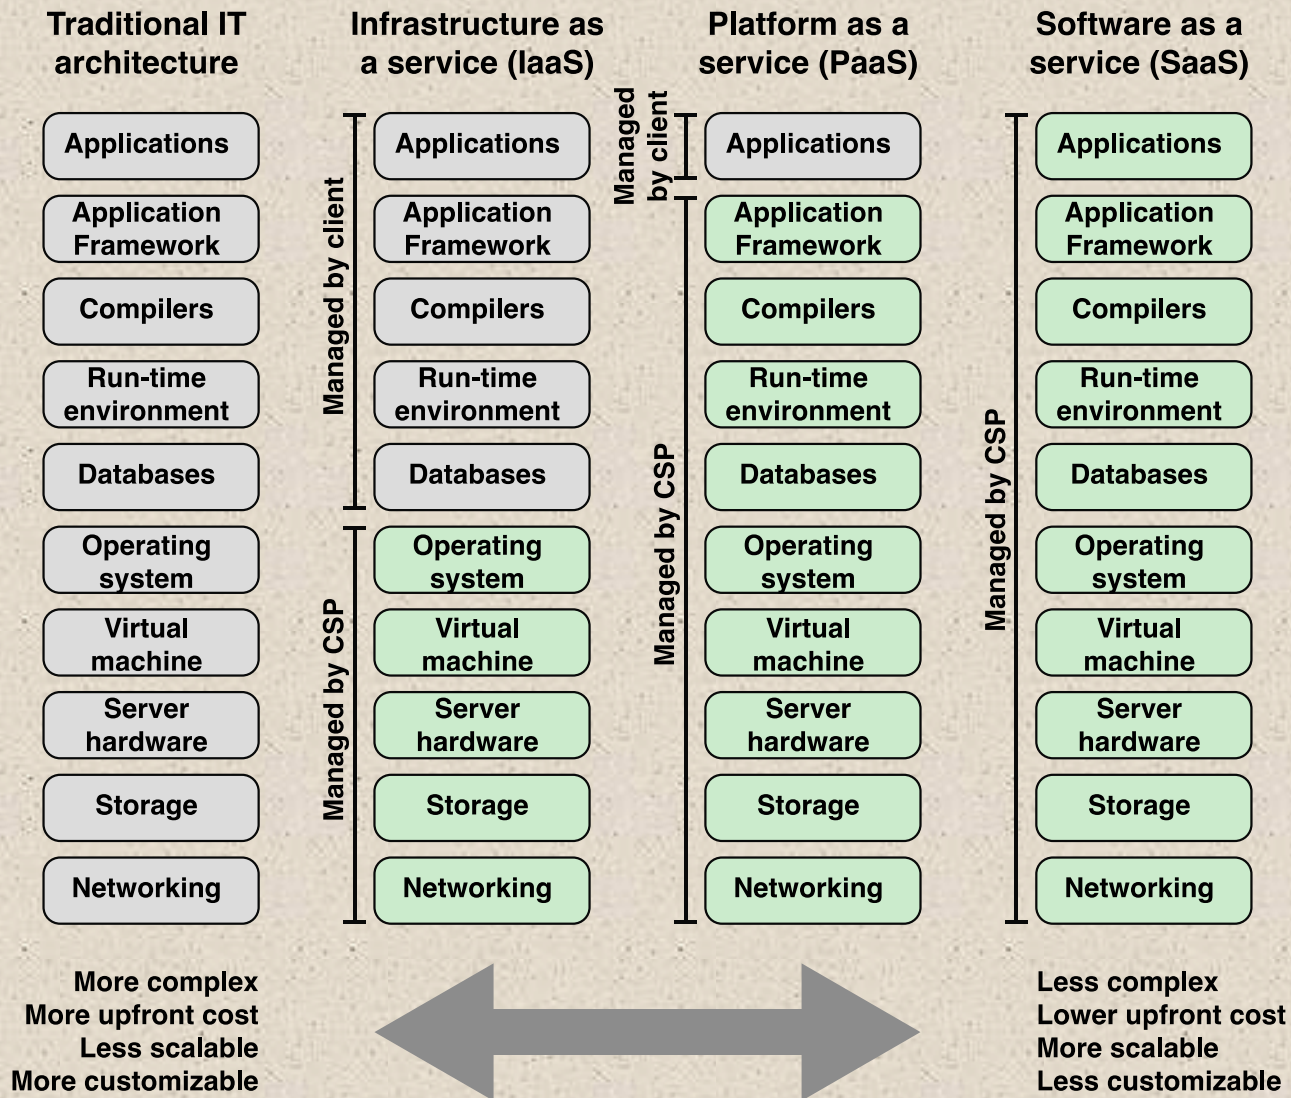 Traditional IT
architecture
Applications
Application
Framework
Compilers
Run-time
environment
Databases
Operating
system
Virtual
machine
Server
hardware
Storage
Networking
Infrastructure as
a service (IaaS)
Managed by client
Managed by CSP
Applications
Application
Framework
Compilers
Run-time
environment
Databases
Operating
system
Virtual
machine
Server
hardware
Storage
Networking
Platform as a
service (PaaS)
Managed
by client
Managed by CSP
Applications
Application
Framework
Compilers
Run-time
environment
Databases
Operating
system
Virtual
machine
Server
hardware
Storage
Networking
Software as a
service (SaaS)
Managed by CSP
Applications
Application
Framework
Compilers
Run-time
environment
Databases
Operating
system
Virtual
machine
Server
hardware
Storage
Networking
More complex
More upfront cost
Less scalable
More customizable
Less complex
Lower upfront cost
More scalable
Less customizable